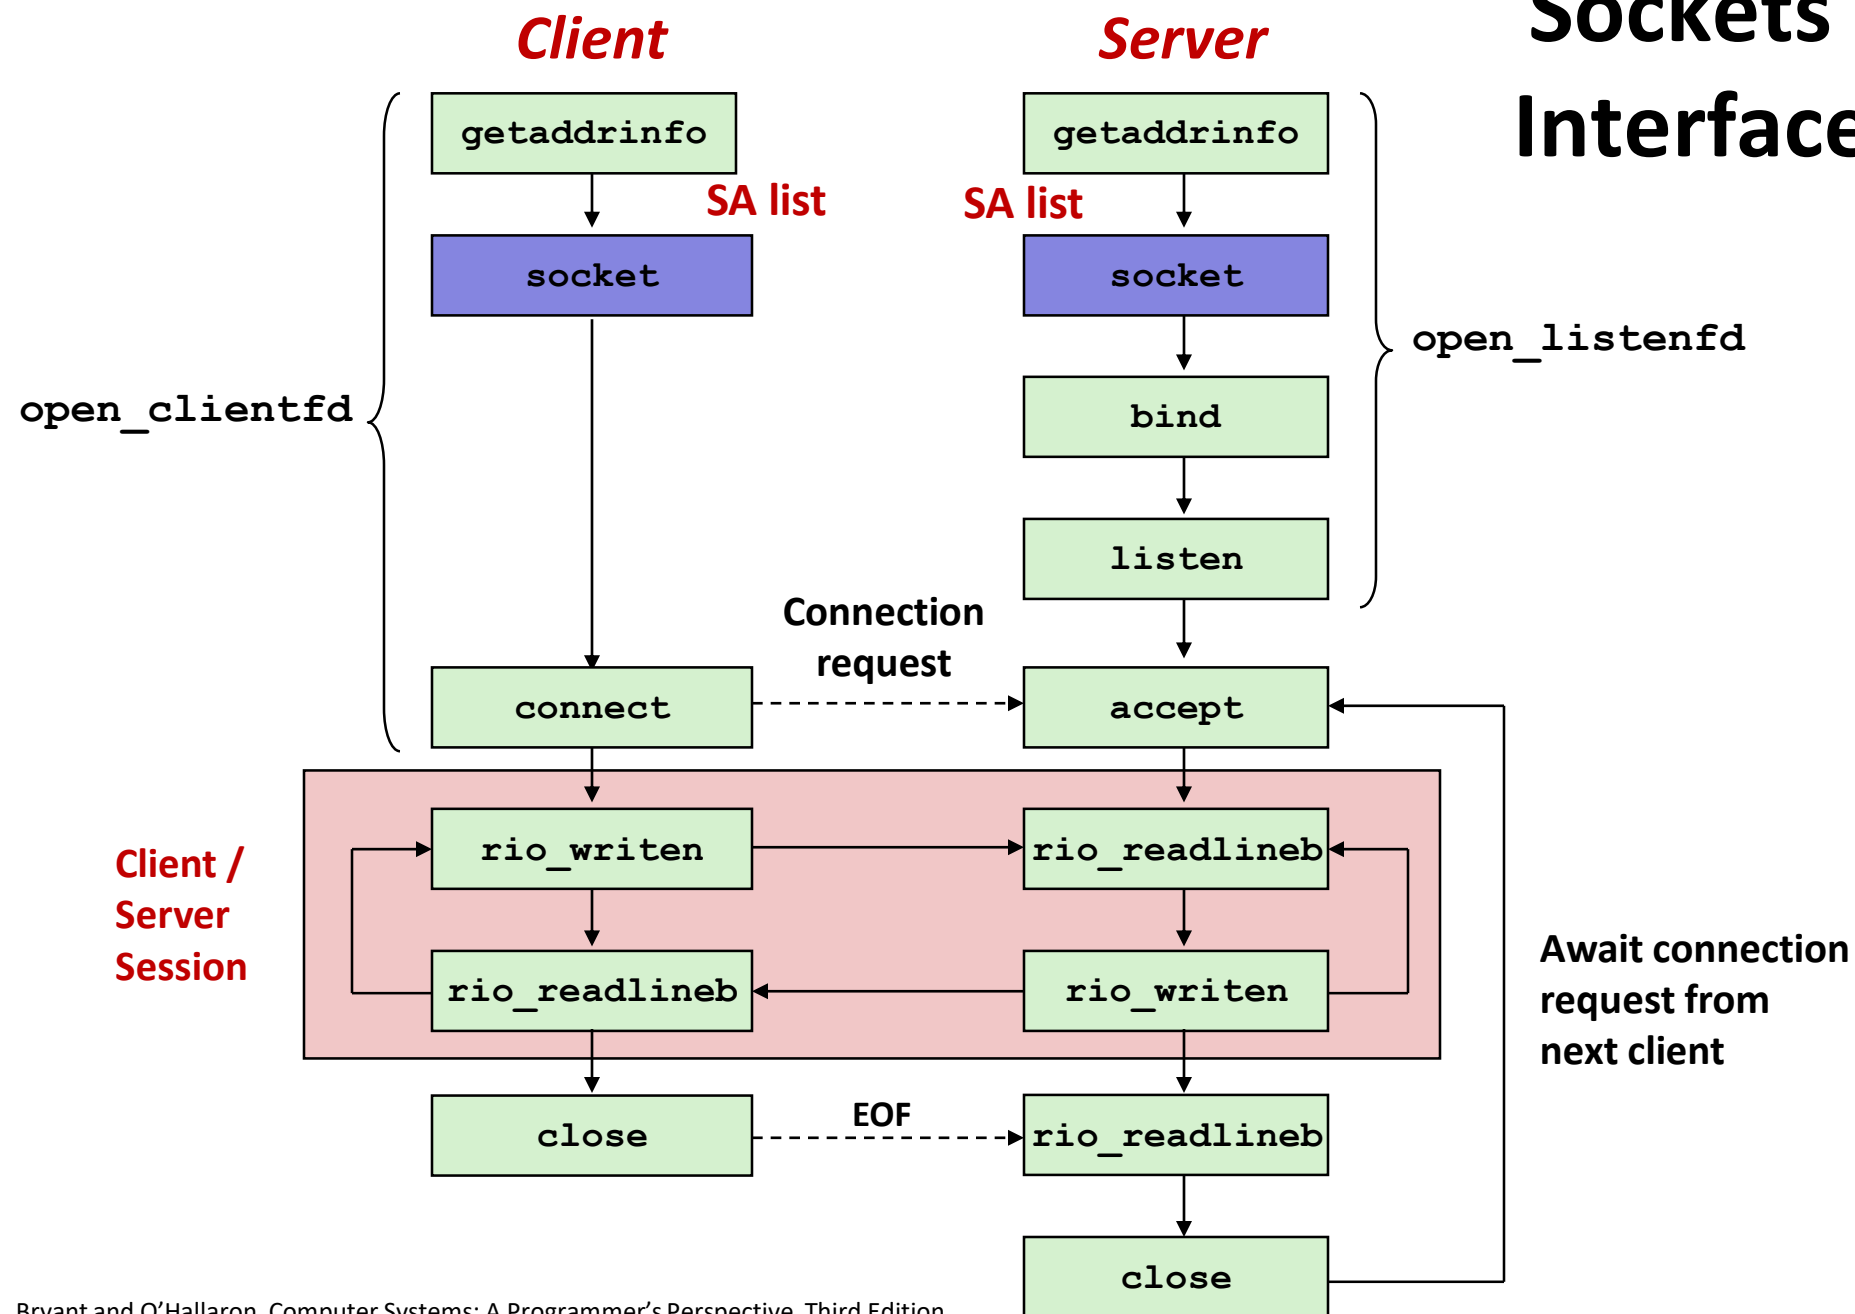 Sockets
Interface
Client
Server
getaddrinfo
getaddrinfo
SA list
SA list
socket
socket
open_listenfd
open_clientfd
bind
listen
Connection
request
connect
accept
Client /
Server
Session
rio_writen
rio_readlineb
rio_readlineb
rio_writen
Await connection
request from
next client
close
EOF
rio_readlineb
close
Bryant and O'Hallaron, Computer Systems: A Programmer's Perspective, Third Edition